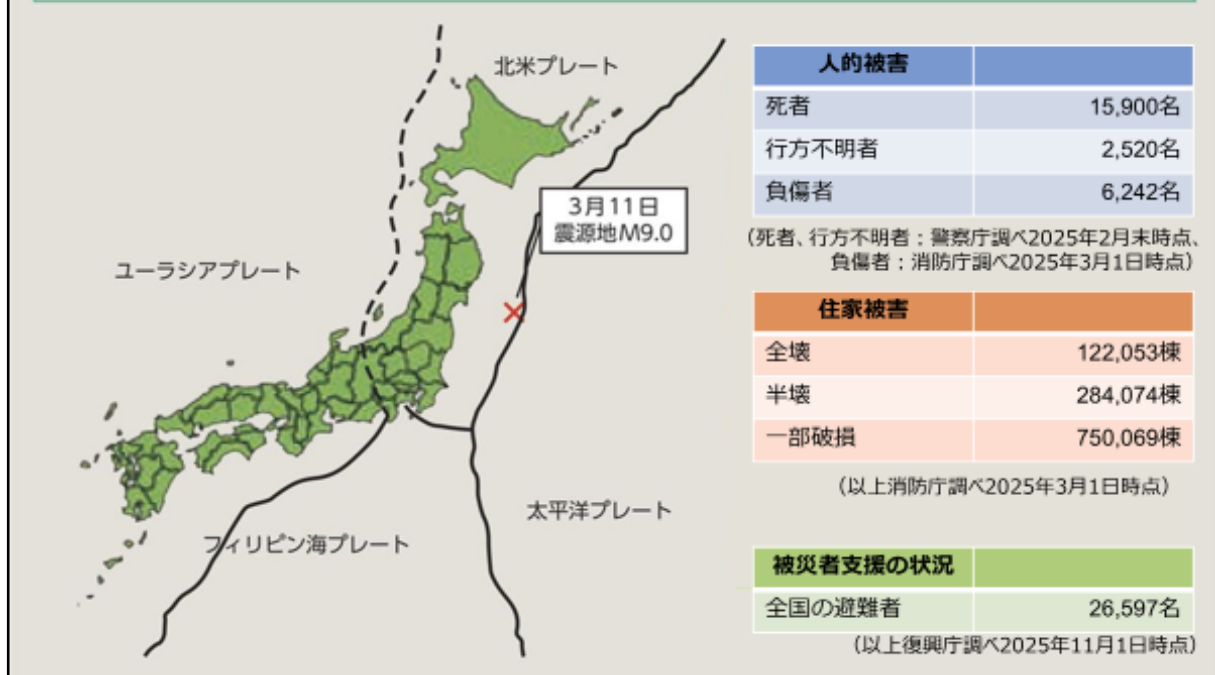 北米プレート
3月11日
震源地M9.0
ユーラシアプレート
太平洋プレート
フィリピン海プレート
人的被害
死者 15,900名
行方不明者 2,520名
負傷者 6,242名
(死者、行方不明者：警察庁調べ2025年2月末時点、
負傷者：消防庁調べ2025年3月1日時点)
住家被害
全壊 122,053棟
半壊 284,074棟
一部破損 750,069棟
(以上消防庁調べ2025年3月1日時点)
被災者支援の状況
全国の避難者 26,597名
(以上復興庁調べ2025年11月1日時点)